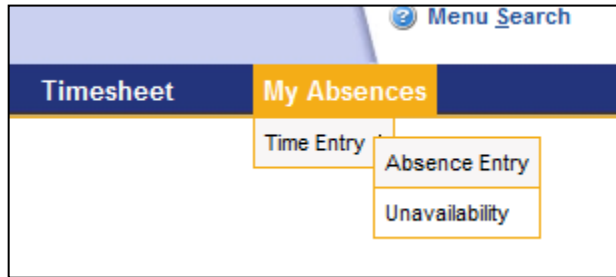 Menu Search
Timesheet
My Absences
Time Entry
Absence Entry
Unavailability